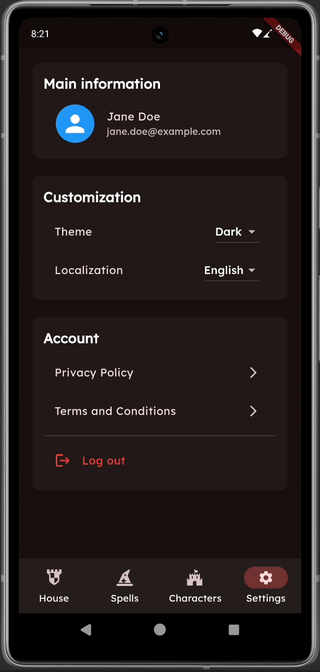 8:21
DEBUG
Main information
Jane Doe
jane.doe@example.com
Customization
Theme
Dark
Localization
English
Account
Privacy Policy
Terms and Conditions
Log out
House
Spells
Characters
Settings